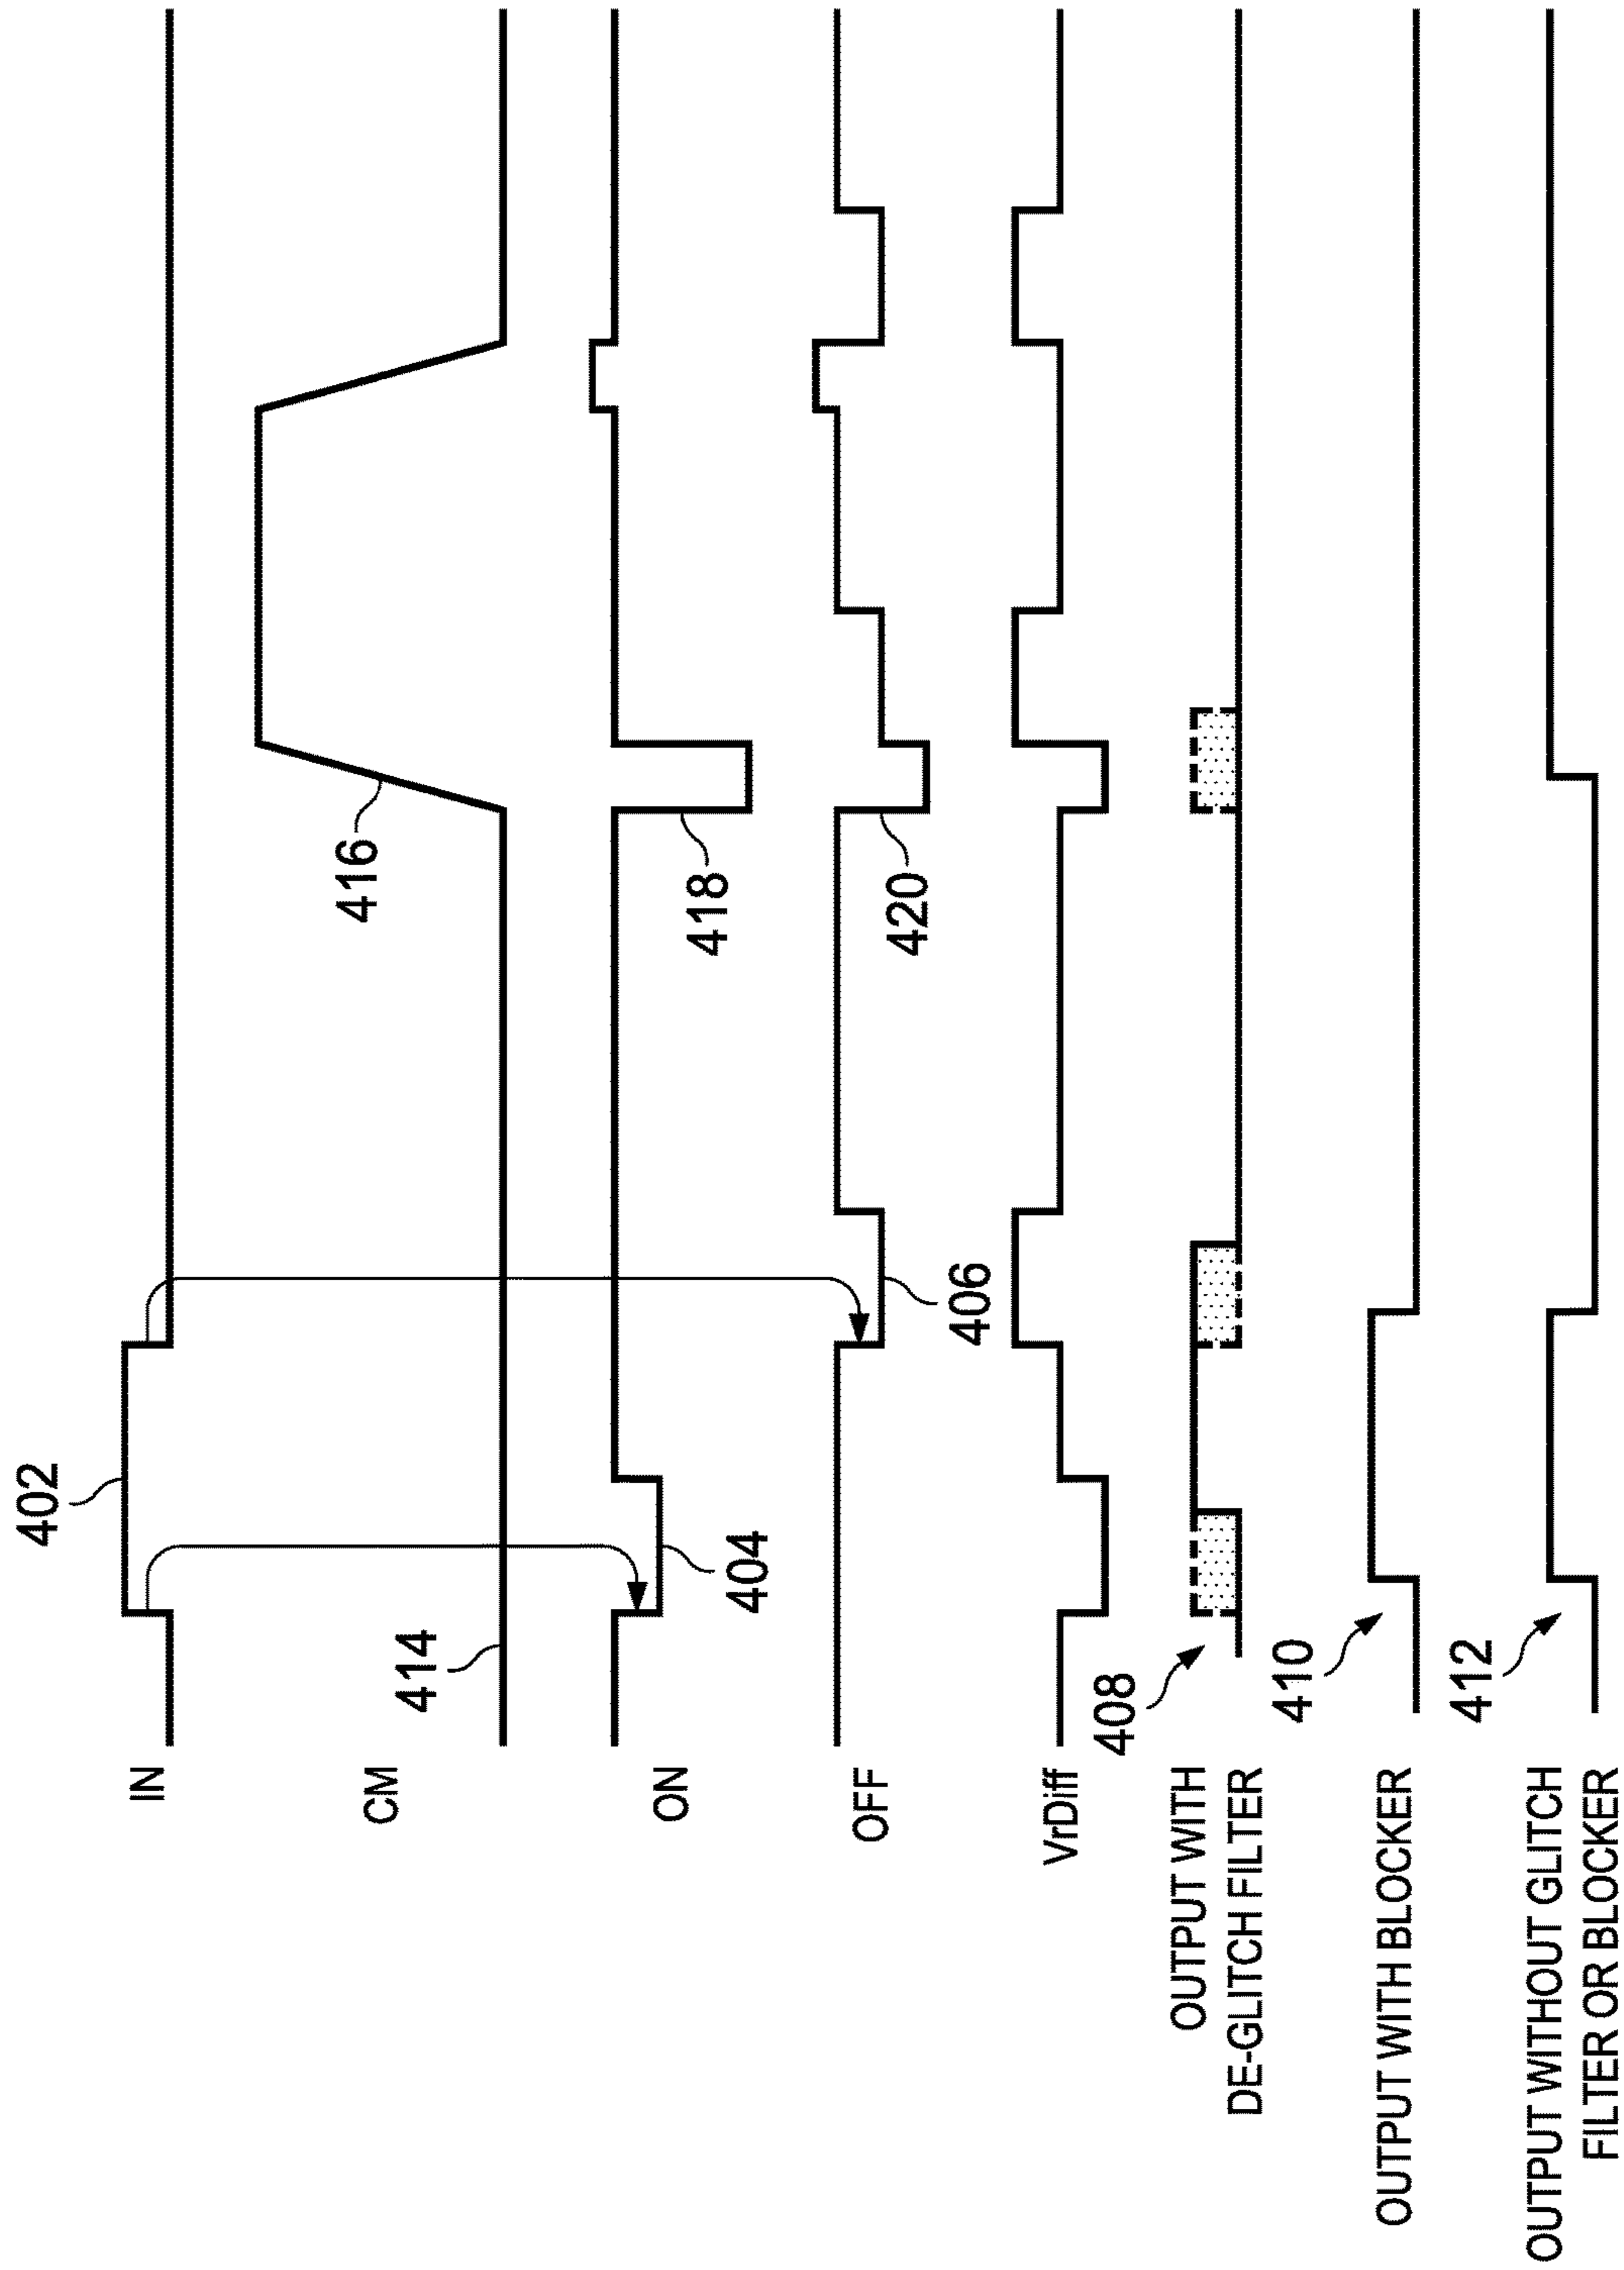 IN
402
CM
414
416
ON
404
418
OFF
406
420
VrDiff
408
OUTPUT WITH
DE-GLITCH FILTER
410
OUTPUT WITH BLOCKER
412
OUTPUT WITHOUT GLITCH
FILTER OR BLOCKER